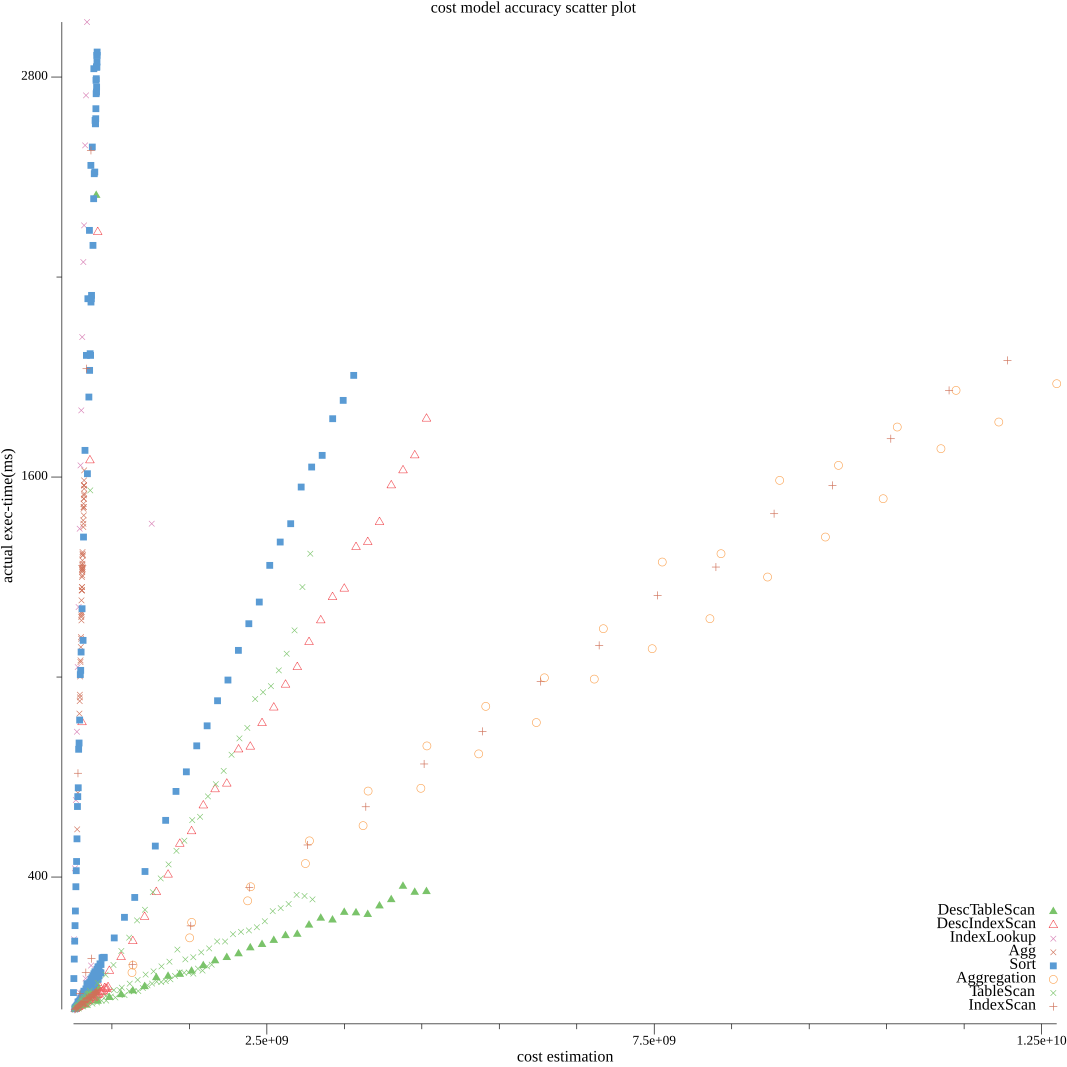 cost model accuracy scatter plot
2800
1600
400
actual exec-time(ms)
DescTableScan
DescIndexScan
IndexLookup
Agg
Sort
Aggregation
TableScan
IndexScan
2.5e+09
7.5e+09
1.25e+10
cost estimation